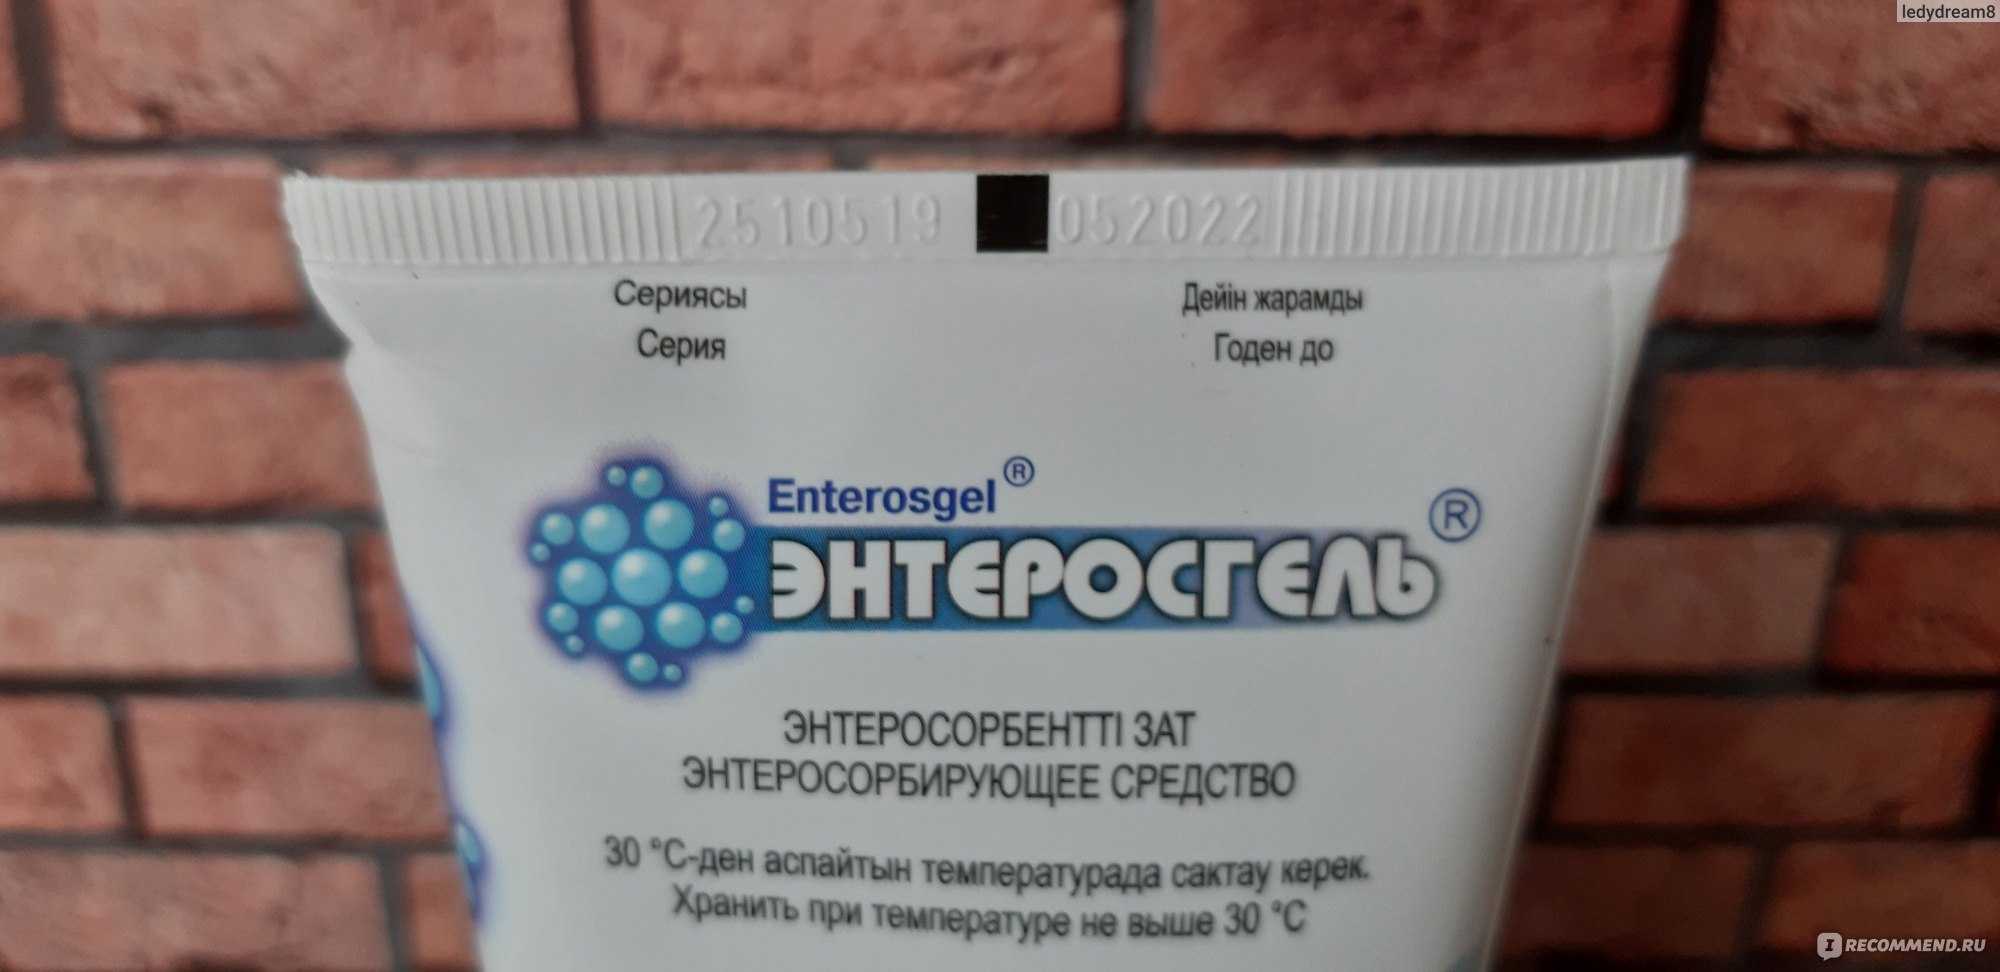 ledydream8
2510519 052022
Сериясы
Серия
Дейін жарамды
Годен до
Enterosgel ®
ЭНТЕРОСГЕЛЬ ®
ЭНТЕРОСОРБЕНТТІ ЗАТ
ЭНТЕРОСОРБИРУЮЩЕЕ СРЕДСТВО
30 °C-ден аспайтын температурада сактау керек.
Хранить при температуре не выше 30 °C
I RECOMMEND.RU